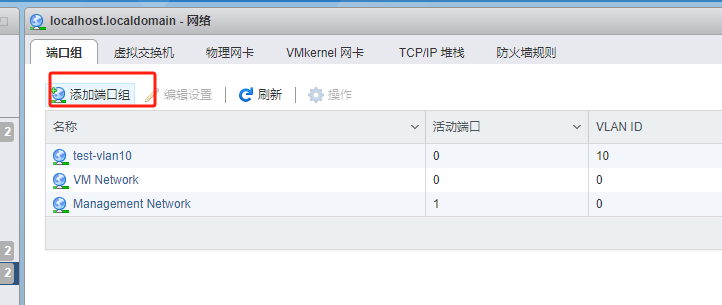 localhost.localdomain - 网络
端口组 虚拟交换机 物理网卡 VMkernel 网卡 TCP/IP 堆栈 防火墙规则
添加端口组 编辑设置 刷新 操作
名称 活动端口 VLAN ID
test-vlan10 0 10
VM Network 0 0
Management Network 1 0
2
2
2